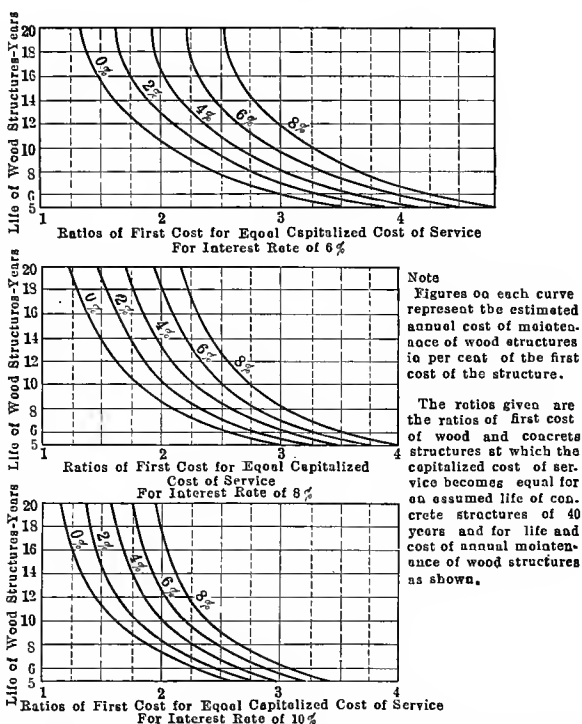 Life of Wood Structures-Years
20
18
16
14
12
10
8
6
5
0%
2%
4%
6%
8%
1 2 3 4
Ratios of First Cost for Equal Capitalized Cost of Service
For Interest Rate of 6%
Life of Wood Structures-Years
20
18
16
14
12
10
8
6
5
0%
2%
4%
6%
8%
1 2 3 4
Ratios of First Cost for Equal Capitalized
Cost of Service
For Interest Rate of 8%
Note
Figures on each curve
represent the estimated
annual cost of mainten-
ance of wood structures
in per cent of the first
cost of the structure.
The ratios given are
the ratios of first cost
of wood and concrete
structures at which the
capitalized cost of ser-
vice becomes equal for
an assumed life of con-
crete structures of 40
years and for life and
cost of annual mainten-
ance of wood structures
as shown.
Life of Wood Structures-Years
20
18
16
14
12
10
8
6
5
0%
2%
4%
6%
8%
1 2 3 4
Ratios of First Cost for Equal Capitalized Cost of Service
For Interest Rate of 10%